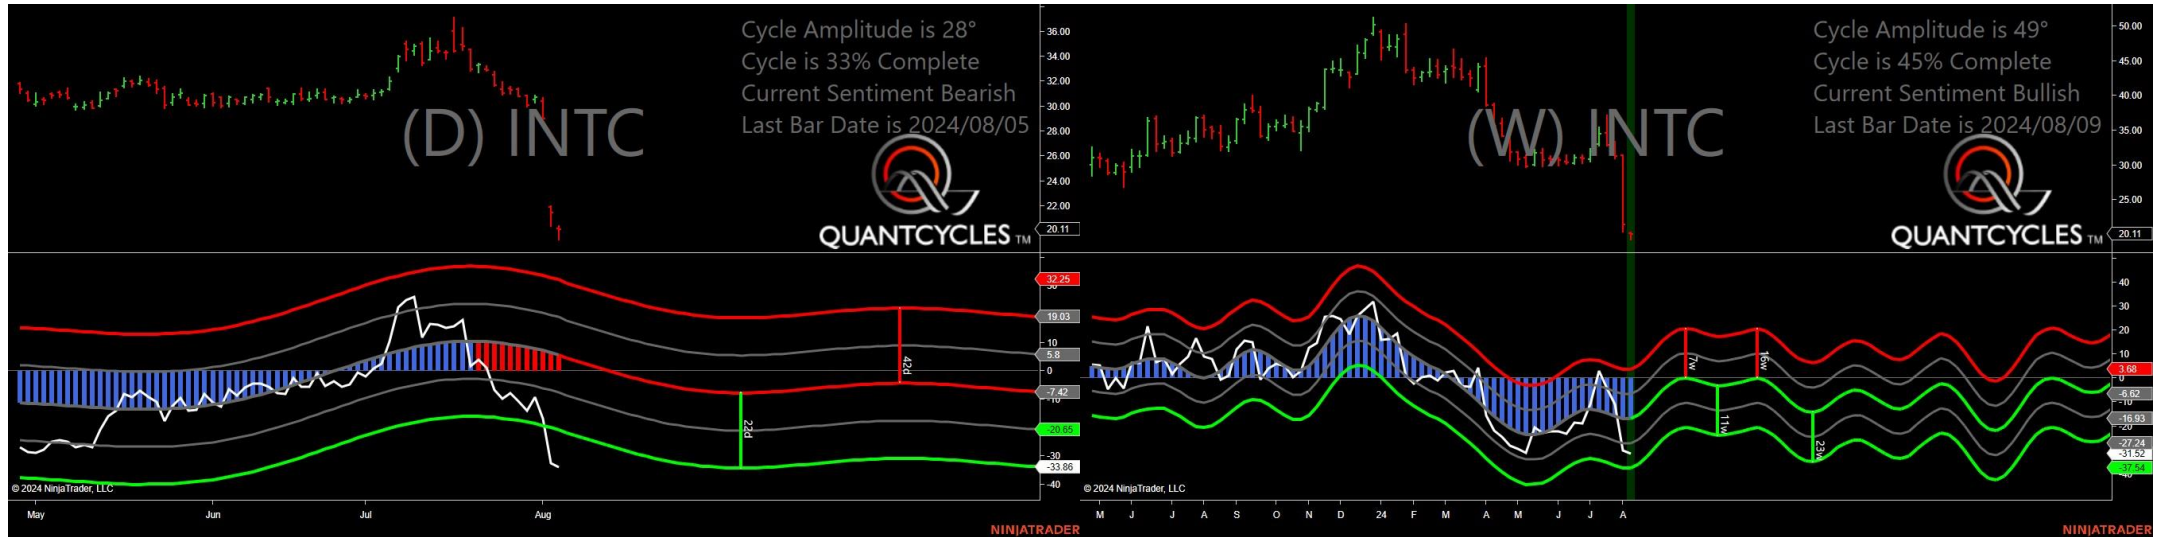 Cycle Amplitude is 28°
Cycle is 33% Complete
Current Sentiment Bearish
Last Bar Date is 2024/08/05
(D) INTC
QUANTCYCLES TM
36.00
34.00
32.00
30.00
28.00
26.00
24.00
22.00
20.11
32.25
30
19.03
10
5.8
0
-7.42
-10
-20.65
-30
-33.86
-40
42d
22d
© 2024 NinjaTrader, LLC
May Jun Jul Aug
NINJATRADER
Cycle Amplitude is 49°
Cycle is 45% Complete
Current Sentiment Bullish
Last Bar Date is 2024/08/09
(W) INTC
QUANTCYCLES TM
50.00
45.00
40.00
35.00
30.00
25.00
20.11
40
30
20
10
3.68
0
-6.62
-10
-16.93
-20
-27.24
-31.52
-37.54
7w
16w
11w
23w
© 2024 NinjaTrader, LLC
M J J A S O N D 24 F M A M J J A
NINJATRADER